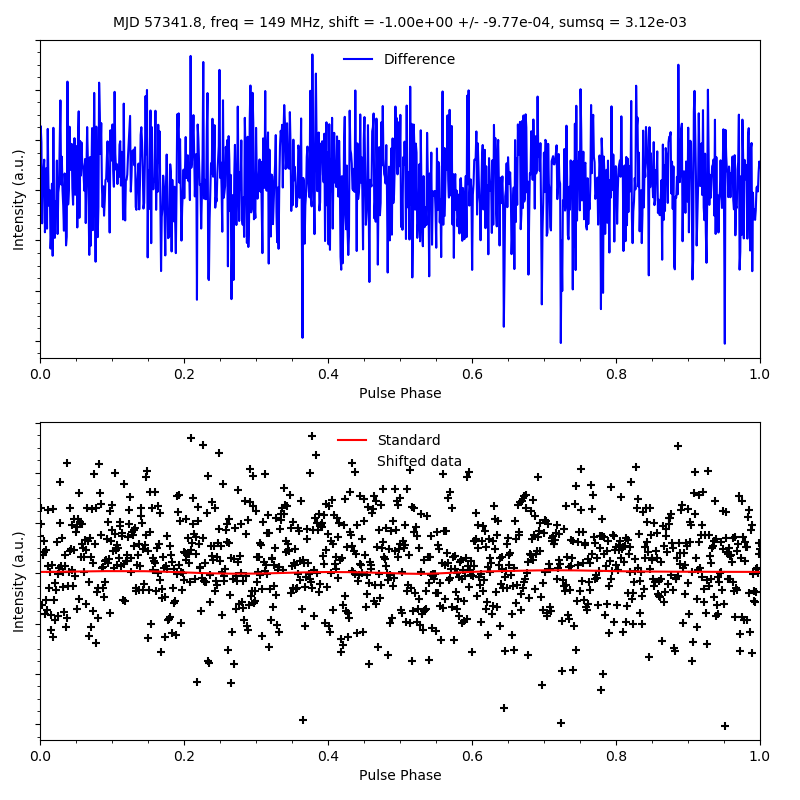 MJD 57341.8, freq = 149 MHz, shift = -1.00e+00 +/- -9.77e-04, sumsq = 3.12e-03
Difference
Intensity (a.u.)
0.0 0.2 0.4 0.6 0.8 1.0
Pulse Phase
Standard
Shifted data
Intensity (a.u.)
0.0 0.2 0.4 0.6 0.8 1.0
Pulse Phase